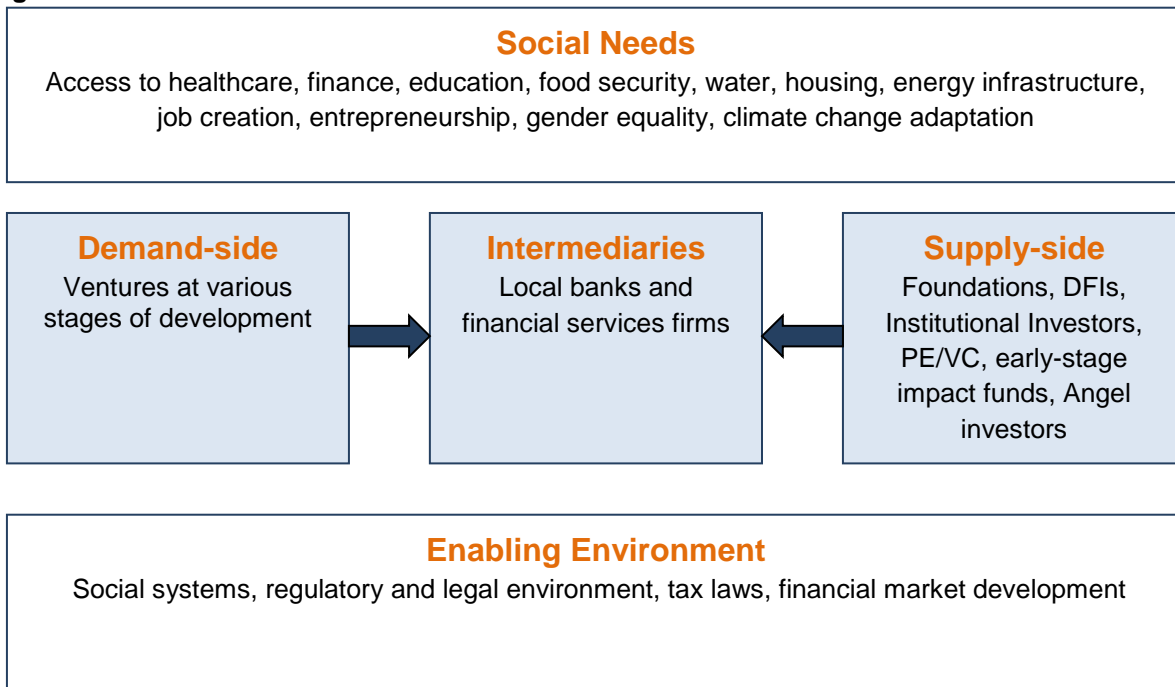 Social Needs
Access to healthcare, finance, education, food security, water, housing, energy infrastructure,
job creation, entrepreneurship, gender equality, climate change adaptation
Demand-side
Ventures at various
stages of development
Intermediaries
Local banks and
financial services firms
Supply-side
Foundations, DFIs,
Institutional Investors,
PE/VC, early-stage
impact funds, Angel
investors
Enabling Environment
Social systems, regulatory and legal environment, tax laws, financial market development